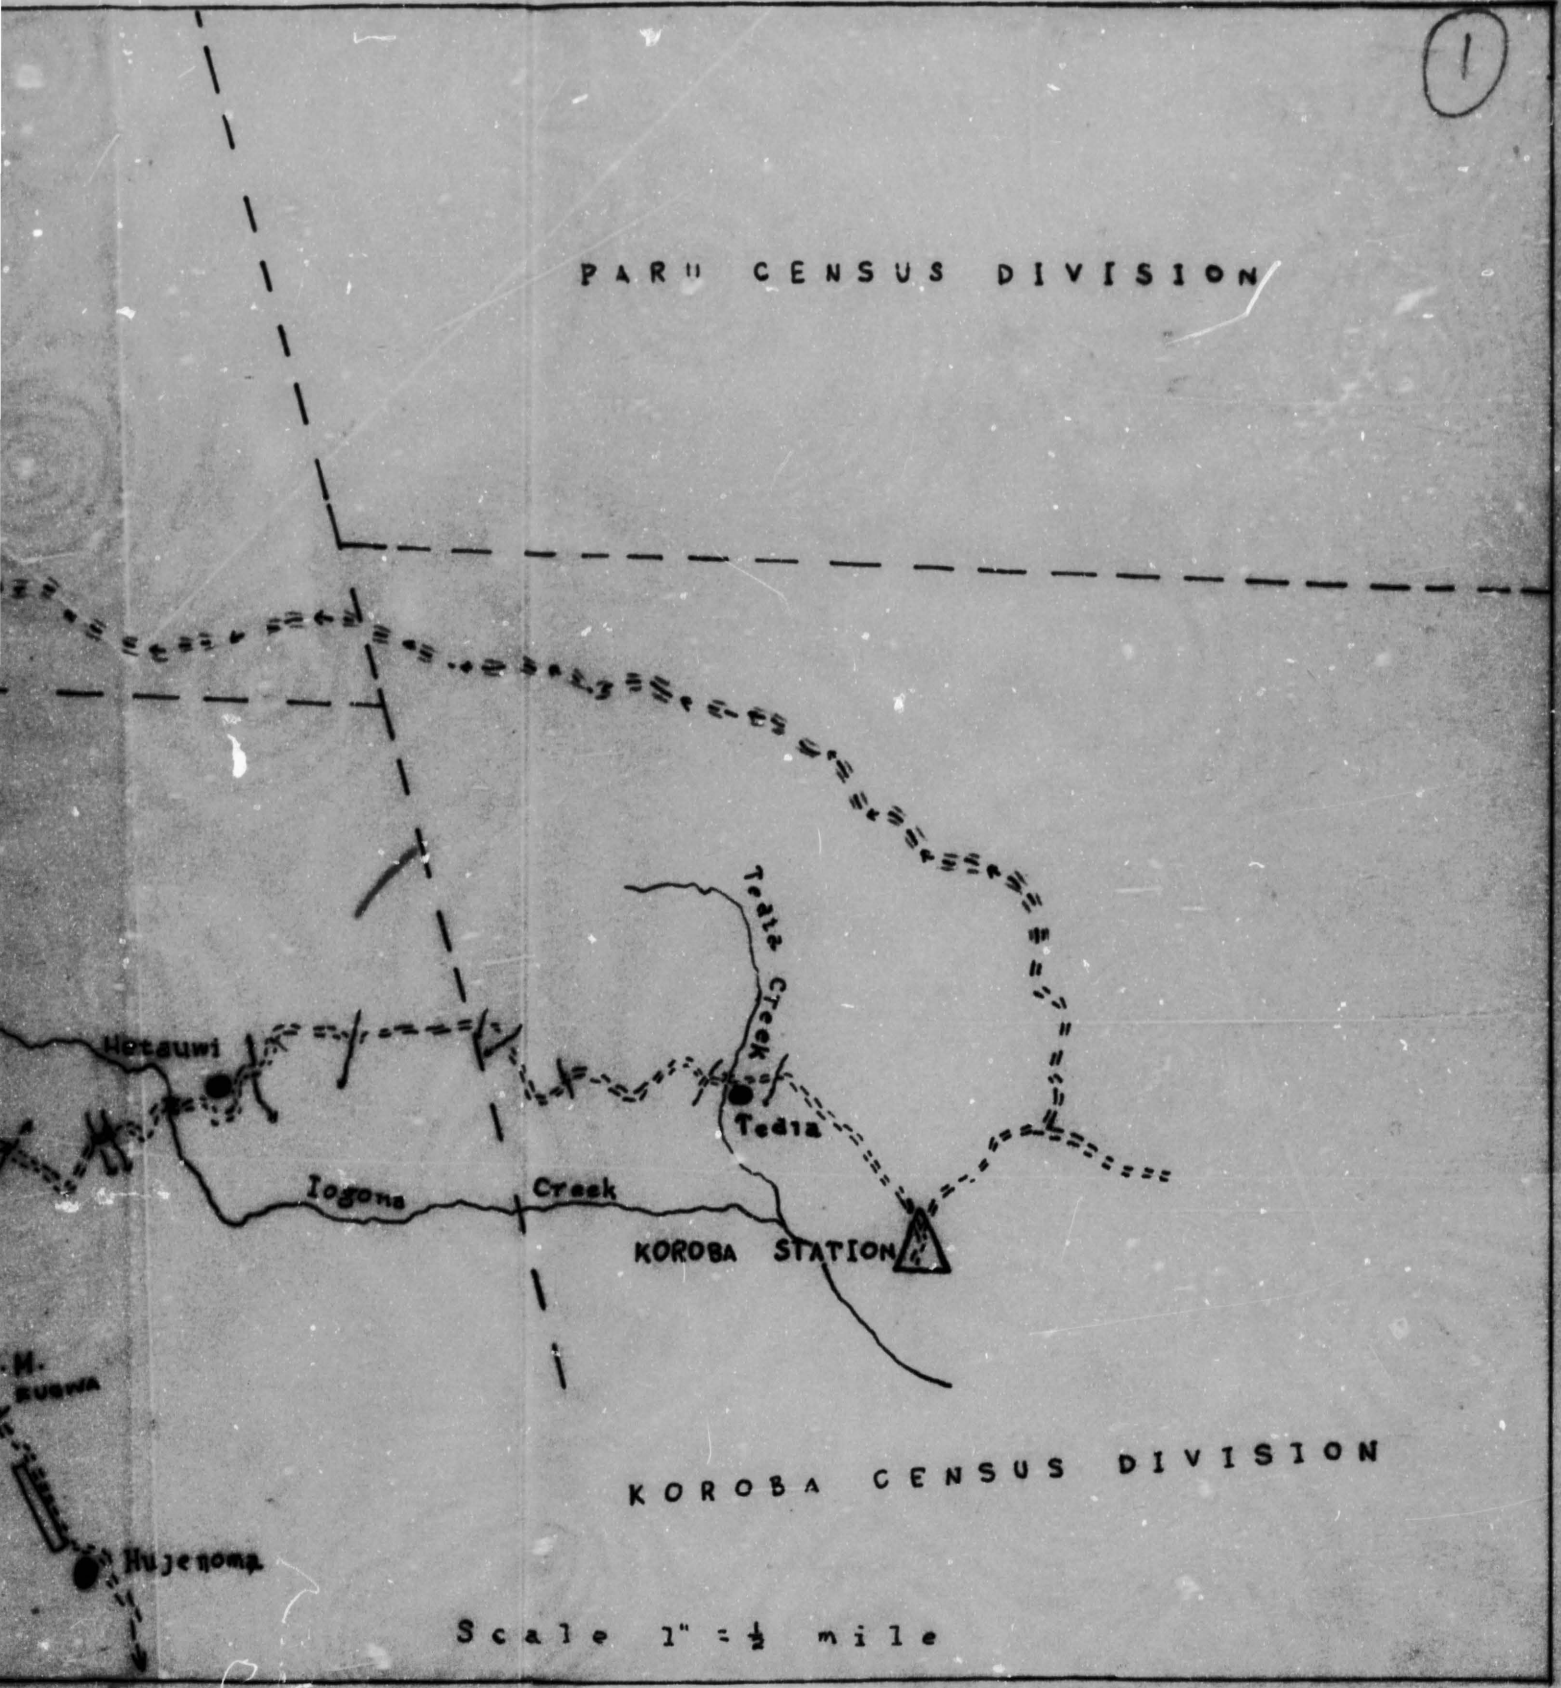 1
PARU CENSUS DIVISION
Tedia Creek
Hetauwi
Tedia
Iogona Creek
KOROBA STATION
.M.
KOROBA CENSUS DIVISION
Hujenoma
Scale 1" = ½ mile